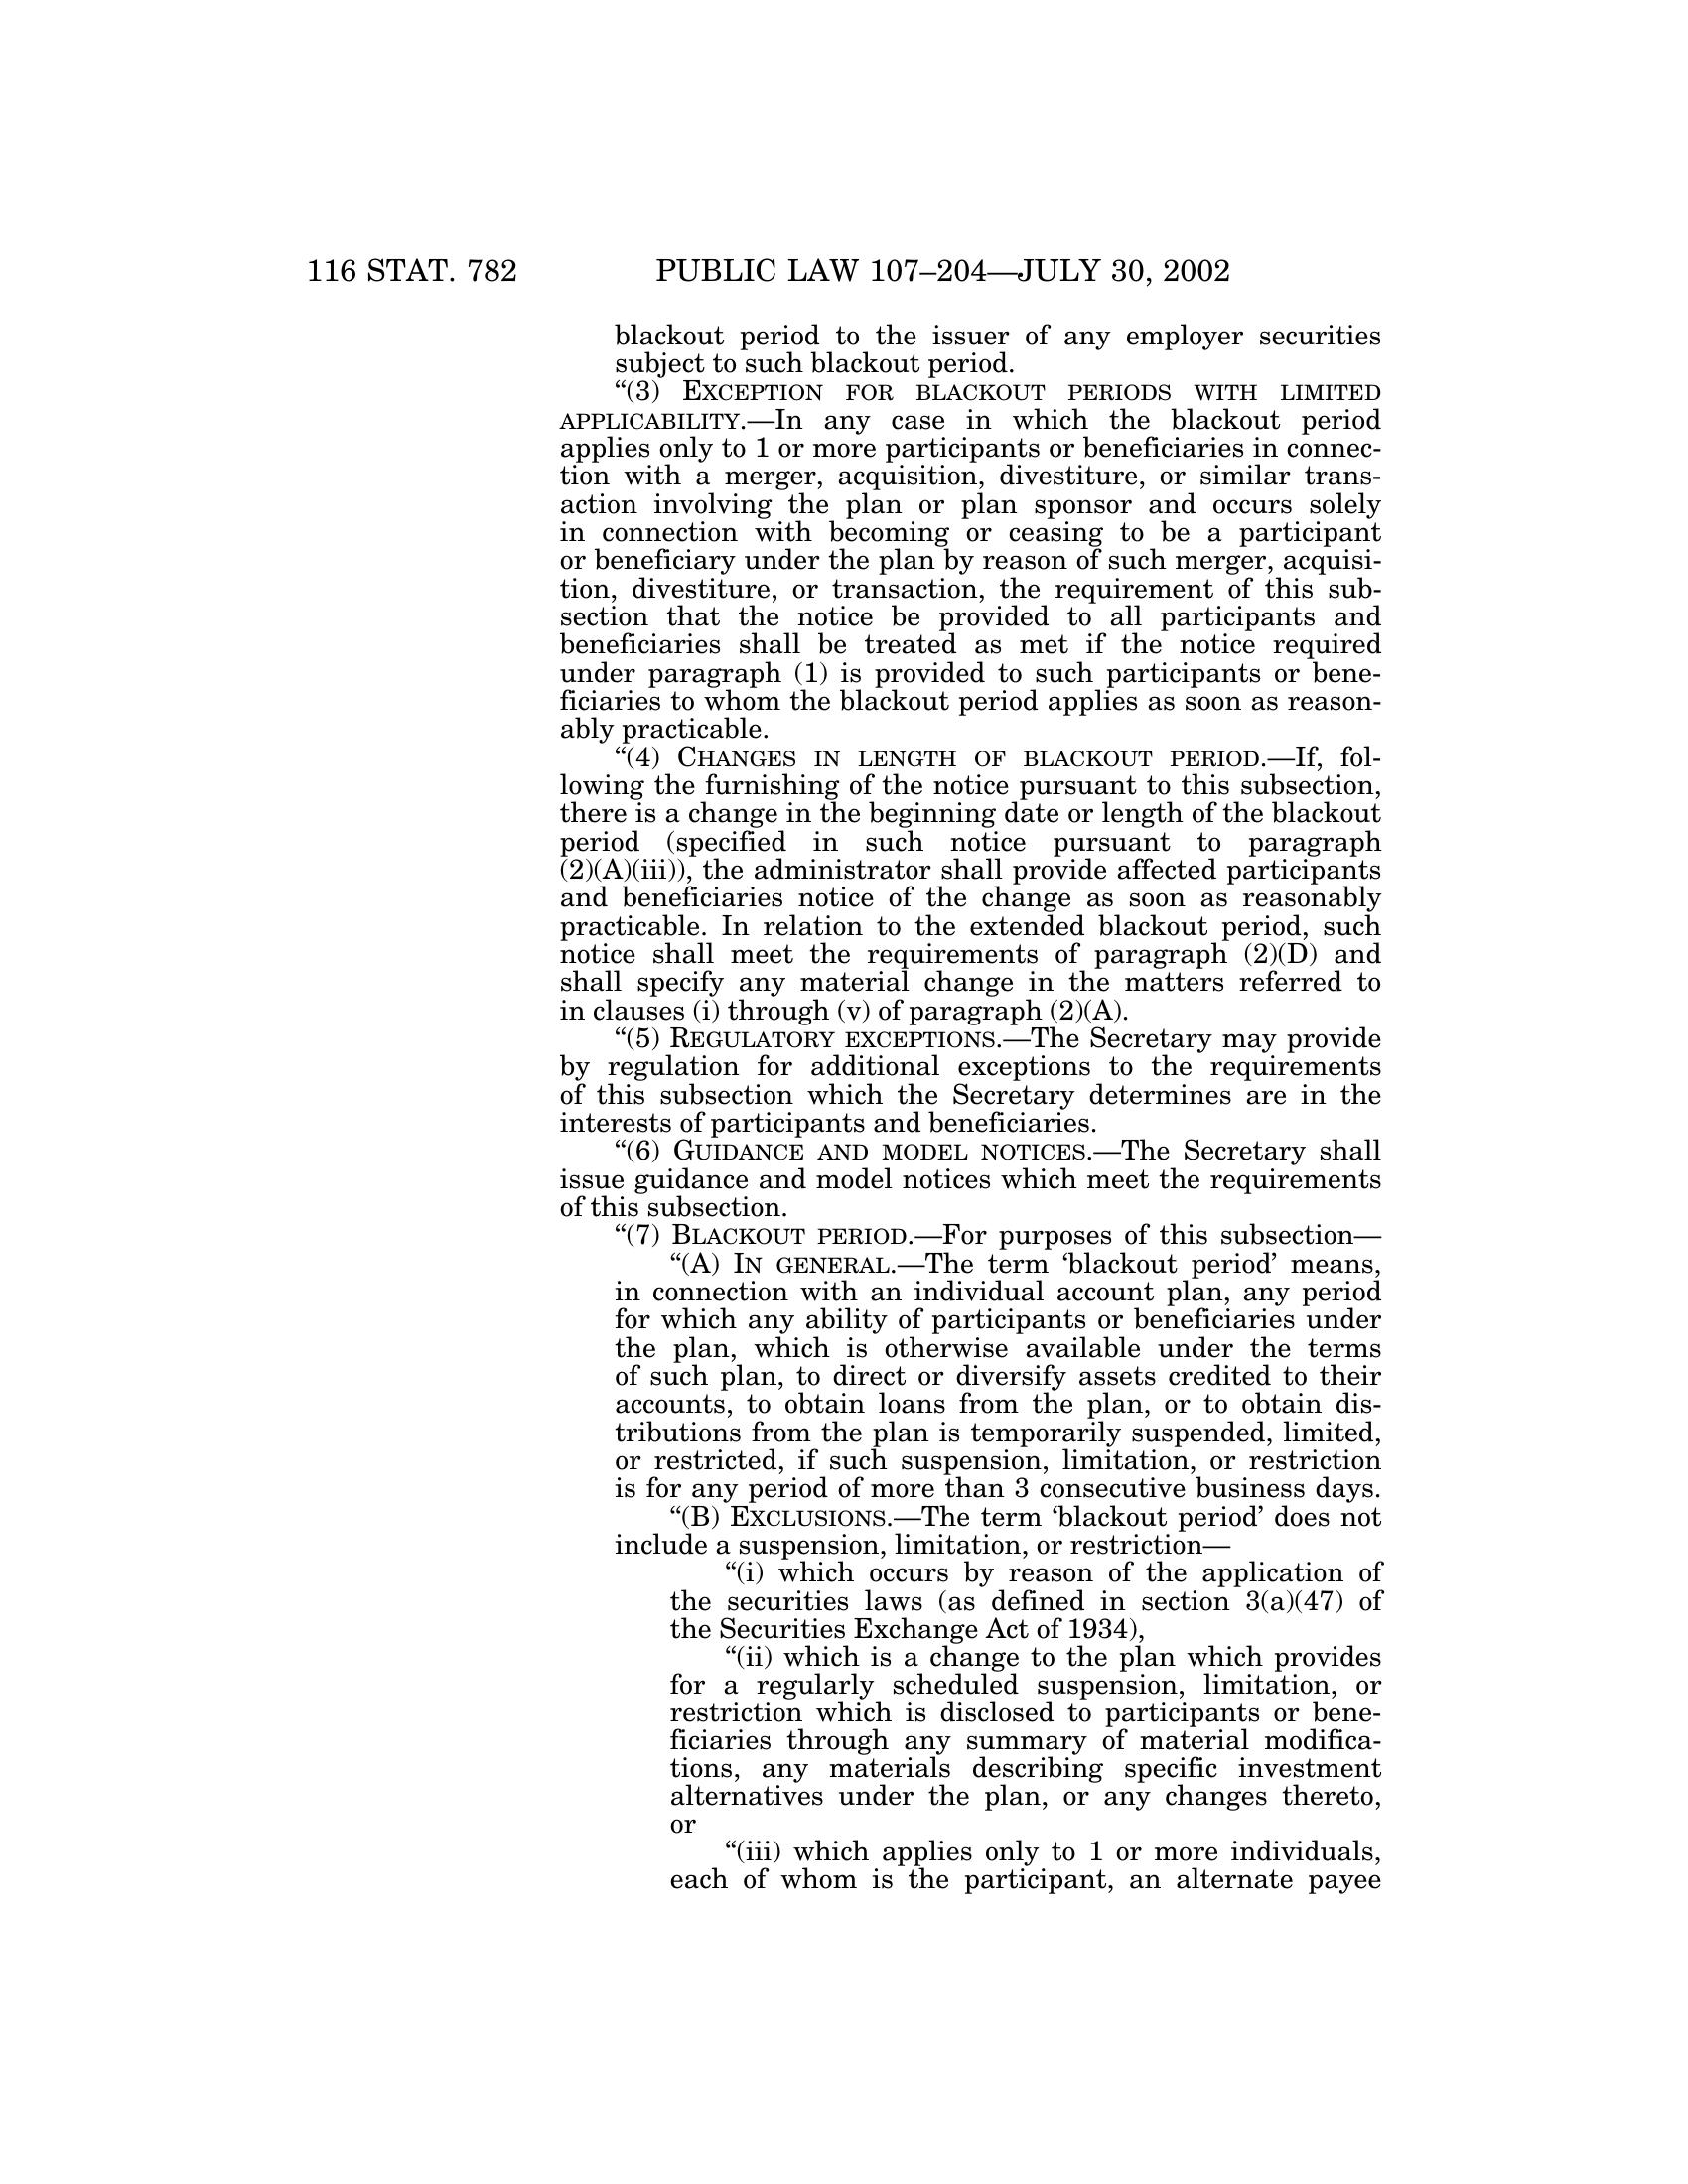 116 STAT. 782 PUBLIC LAW 107–204—JULY 30, 2002
blackout period to the issuer of any employer securities
subject to such blackout period.
“(3) EXCEPTION FOR BLACKOUT PERIODS WITH LIMITED
APPLICABILITY.—In any case in which the blackout period
applies only to 1 or more participants or beneficiaries in connec-
tion with a merger, acquisition, divestiture, or similar trans-
action involving the plan or plan sponsor and occurs solely
in connection with becoming or ceasing to be a participant
or beneficiary under the plan by reason of such merger, acquisi-
tion, divestiture, or transaction, the requirement of this sub-
section that the notice be provided to all participants and
beneficiaries shall be treated as met if the notice required
under paragraph (1) is provided to such participants or bene-
ficiaries to whom the blackout period applies as soon as reason-
ably practicable.
“(4) CHANGES IN LENGTH OF BLACKOUT PERIOD.—If, fol-
lowing the furnishing of the notice pursuant to this subsection,
there is a change in the beginning date or length of the blackout
period (specified in such notice pursuant to paragraph
(2)(A)(iii)), the administrator shall provide affected participants
and beneficiaries notice of the change as soon as reasonably
practicable. In relation to the extended blackout period, such
notice shall meet the requirements of paragraph (2)(D) and
shall specify any material change in the matters referred to
in clauses (i) through (v) of paragraph (2)(A).
“(5) REGULATORY EXCEPTIONS.—The Secretary may provide
by regulation for additional exceptions to the requirements
of this subsection which the Secretary determines are in the
interests of participants and beneficiaries.
“(6) GUIDANCE AND MODEL NOTICES.—The Secretary shall
issue guidance and model notices which meet the requirements
of this subsection.
“(7) BLACKOUT PERIOD.—For purposes of this subsection—
“(A) IN GENERAL.—The term ‘blackout period’ means,
in connection with an individual account plan, any period
for which any ability of participants or beneficiaries under
the plan, which is otherwise available under the terms
of such plan, to direct or diversify assets credited to their
accounts, to obtain loans from the plan, or to obtain dis-
tributions from the plan is temporarily suspended, limited,
or restricted, if such suspension, limitation, or restriction
is for any period of more than 3 consecutive business days.
“(B) EXCLUSIONS.—The term ‘blackout period’ does not
include a suspension, limitation, or restriction—
“(i) which occurs by reason of the application of
the securities laws (as defined in section 3(a)(47) of
the Securities Exchange Act of 1934),
“(ii) which is a change to the plan which provides
for a regularly scheduled suspension, limitation, or
restriction which is disclosed to participants or bene-
ficiaries through any summary of material modifica-
tions, any materials describing specific investment
alternatives under the plan, or any changes thereto,
or
“(iii) which applies only to 1 or more individuals,
each of whom is the participant, an alternate payee